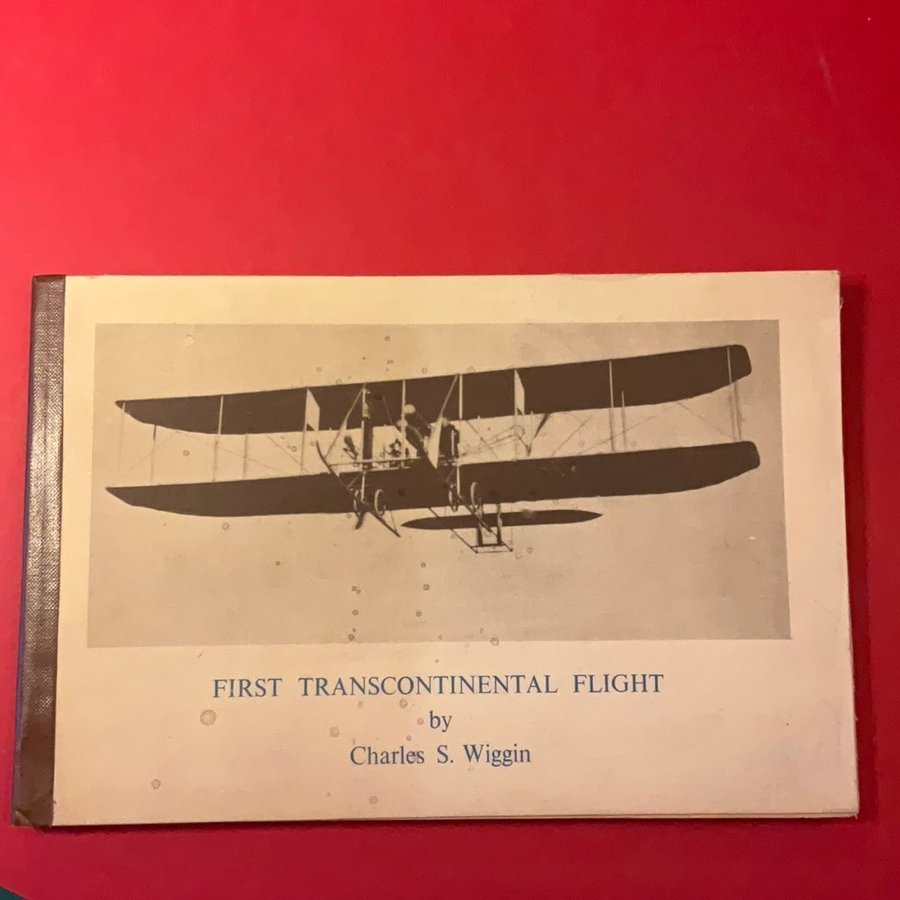 FIRST TRANSCONTINENTAL FLIGHT
by
Charles S. Wiggin